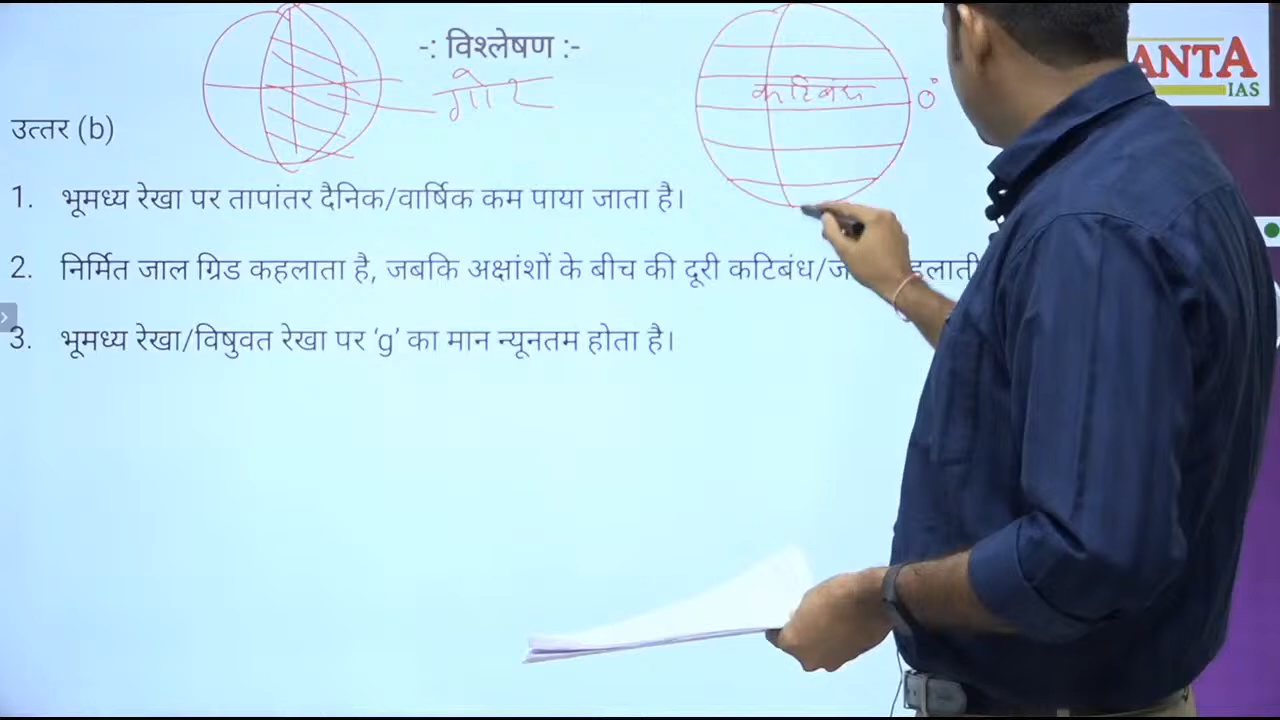 -: विश्लेषण :-
गोर
कटिबंध
0°
ANTA
IAS
उत्तर (b)
1. भूमध्य रेखा पर तापांतर दैनिक/वार्षिक कम पाया जाता है।
2. निर्मित जाल ग्रिड कहलाता है, जबकि अक्षांशों के बीच की दूरी कटिबंध/
3. भूमध्य रेखा/विषुवत रेखा पर ‘g’ का मान न्यूनतम होता है।